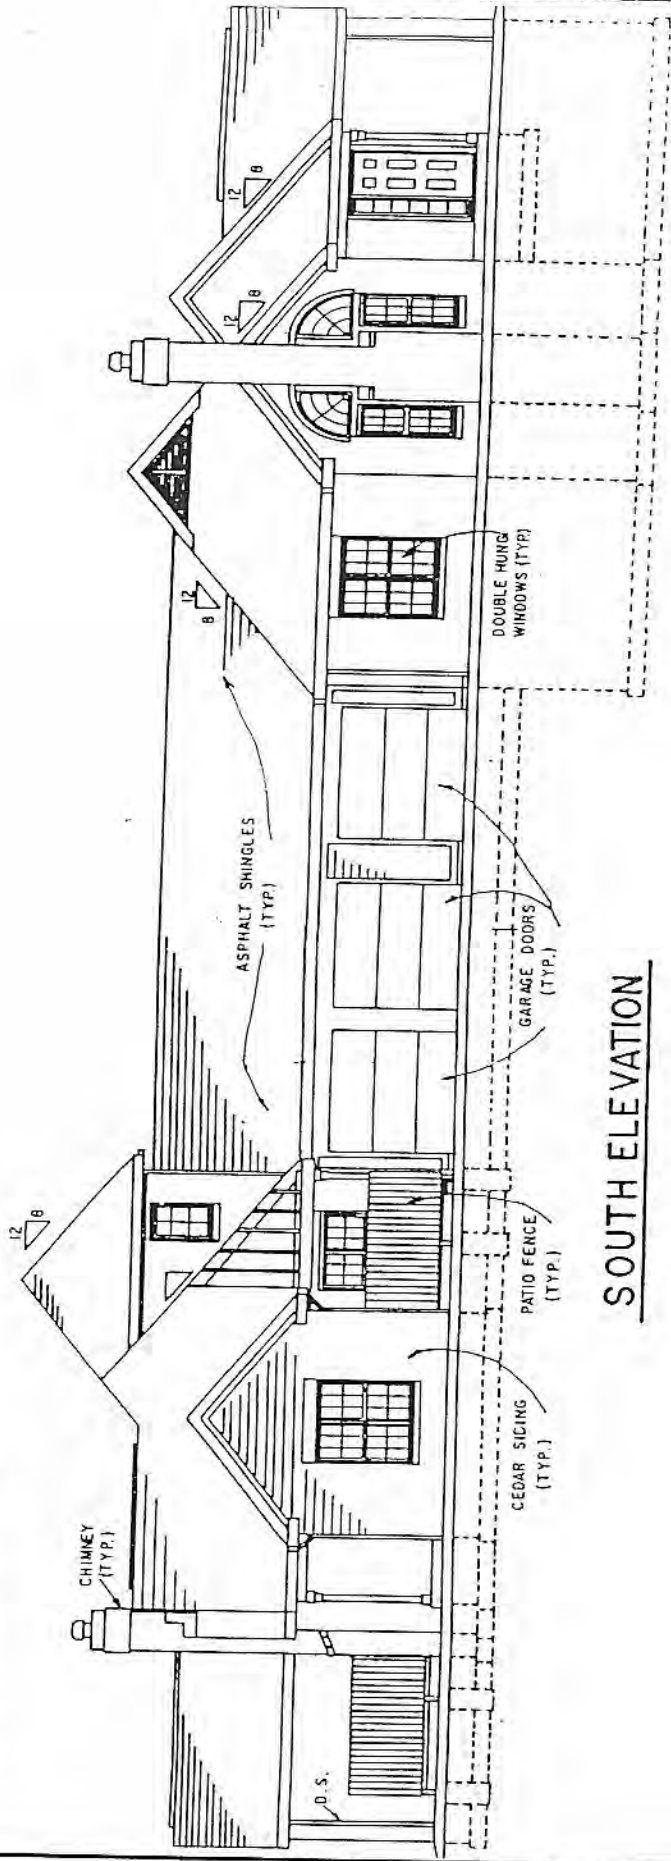 CHIMNEY
(TYP.)
12
8
ASPHALT SHINGLES
(TYP.)
12
8
12
8
12
8
D.S.
CEDAR SIDING
(TYP.)
PATIO FENCE
(TYP.)
GARAGE DOORS
(TYP.)
DOUBLE HUNG
WINDOWS (TYP.)
SOUTH ELEVATION